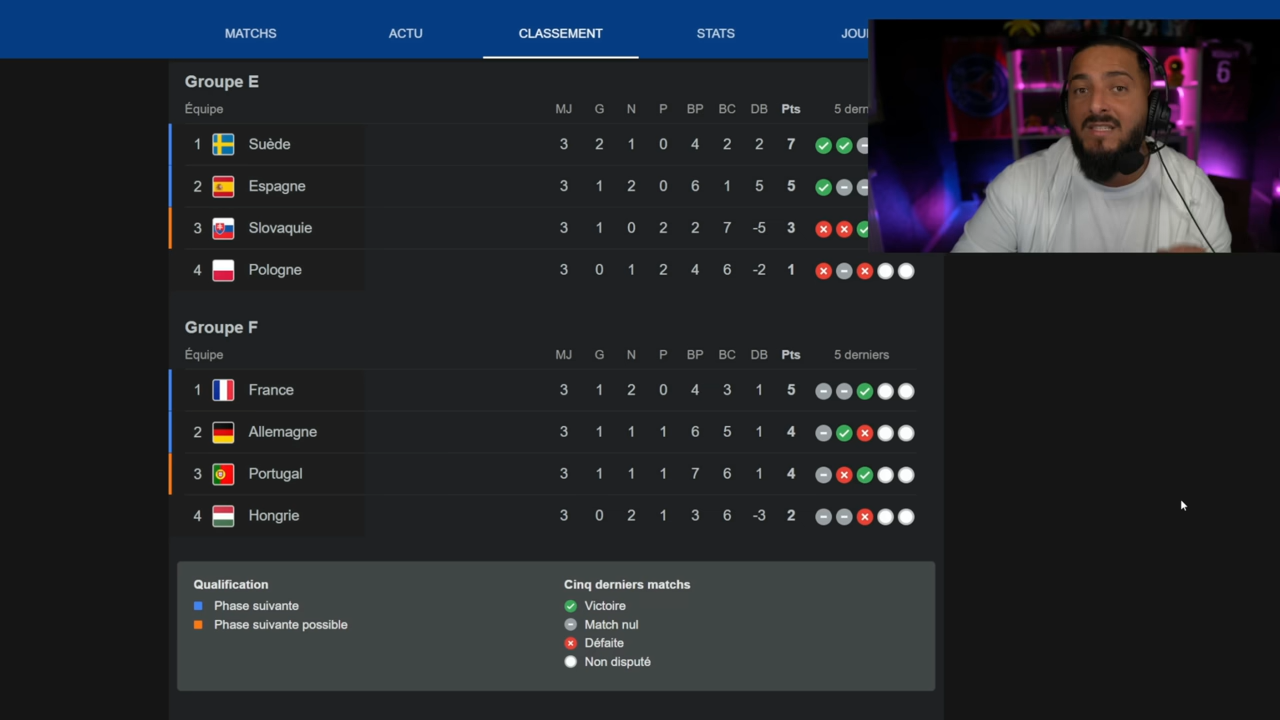 MATCHS ACTU CLASSEMENT STATS JOU
Groupe E
Équipe MJ G N P BP BC DB Pts 5 dern
1 Suède 3 2 1 0 4 2 2 7
2 Espagne 3 1 2 0 6 1 5 5
3 Slovaquie 3 1 0 2 2 7 -5 3
4 Pologne 3 0 1 2 4 6 -2 1
Groupe F
Équipe MJ G N P BP BC DB Pts 5 derniers
1 France 3 1 2 0 4 3 1 5
2 Allemagne 3 1 1 1 6 5 1 4
3 Portugal 3 1 1 1 7 6 1 4
4 Hongrie 3 0 2 1 3 6 -3 2
Qualification
Phase suivante
Phase suivante possible
Cinq derniers matchs
Victoire
Match nul
Défaite
Non disputé
6